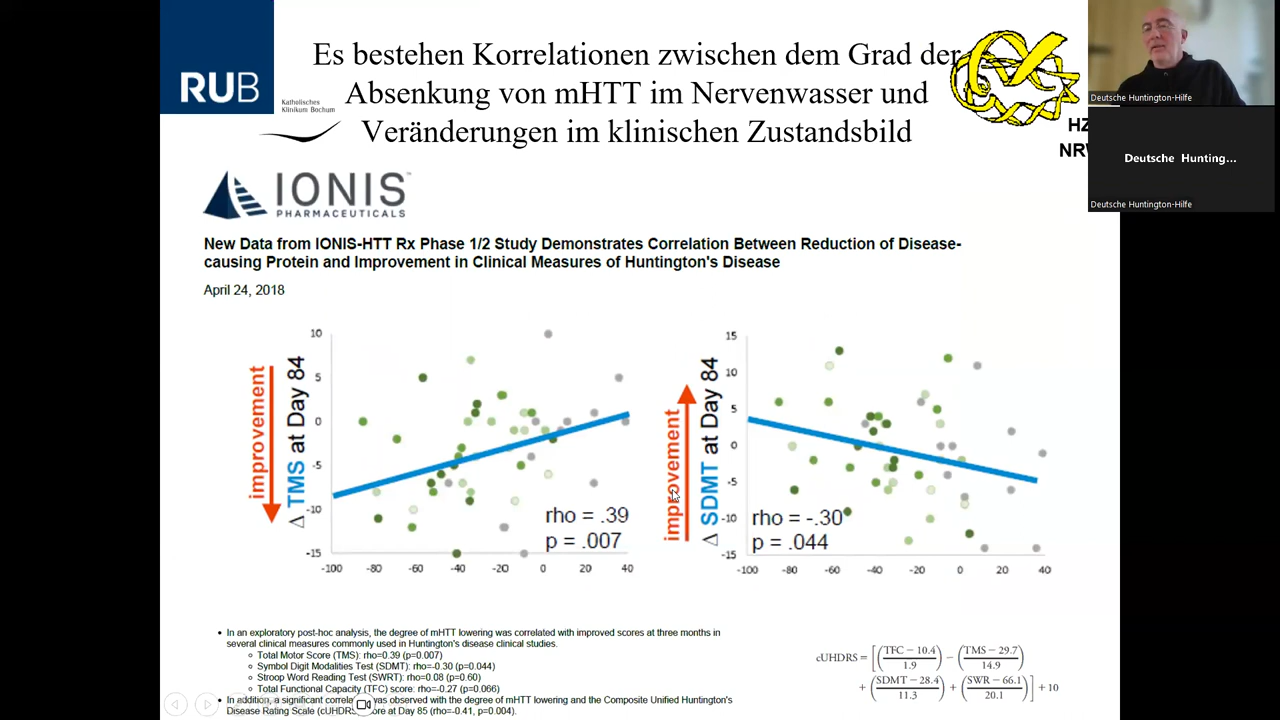 RUB
Katholisches
Klinikum Bochum
Es bestehen Korrelationen zwischen dem Grad der
Absenkung von mHTT im Nervenwasser und
Veränderungen im klinischen Zustandsbild
HZ
NRW
Deutsche Huntington-Hilfe
Deutsche Hunting...
Deutsche Huntington-Hilfe
IONIS™
PHARMACEUTICALS
New Data from IONIS-HTT Rx Phase 1/2 Study Demonstrates Correlation Between Reduction of Disease-
causing Protein and Improvement in Clinical Measures of Huntington's Disease
April 24, 2018
improvement
Δ TMS at Day 84
10
5
0
-5
-10
-15
rho = .39
p = .007
-100 -80 -60 -40 -20 0 20 40
improvement
Δ SDMT at Day 84
15
10
5
0
-5
-10
-15
rho = -.30
p = .044
-100 -80 -60 -40 -20 0 20 40
• In an exploratory post-hoc analysis, the degree of mHTT lowering was correlated with improved scores at three months in
several clinical measures commonly used in Huntington's disease clinical studies.
o Total Motor Score (TMS): rho=0.39 (p=0.007)
o Symbol Digit Modalities Test (SDMT): rho=-0.30 (p=0.044)
o Stroop Word Reading Test (SWRT): rho=0.08 (p=0.60)
o Total Functional Capacity (TFC) score: rho=-0.27 (p=0.066)
• In addition, a significant correla was observed with the degree of mHTT lowering and the Composite Unified Huntington's
Disease Rating Scale (cUHDRS ore at Day 85 (rho=-0.41, p=0.004).
cUHDRS = [(TFC − 10.4 / 1.9) − (TMS − 29.7 / 14.9)
+ (SDMT − 28.4 / 11.3) + (SWR − 66.1 / 20.1)] + 10